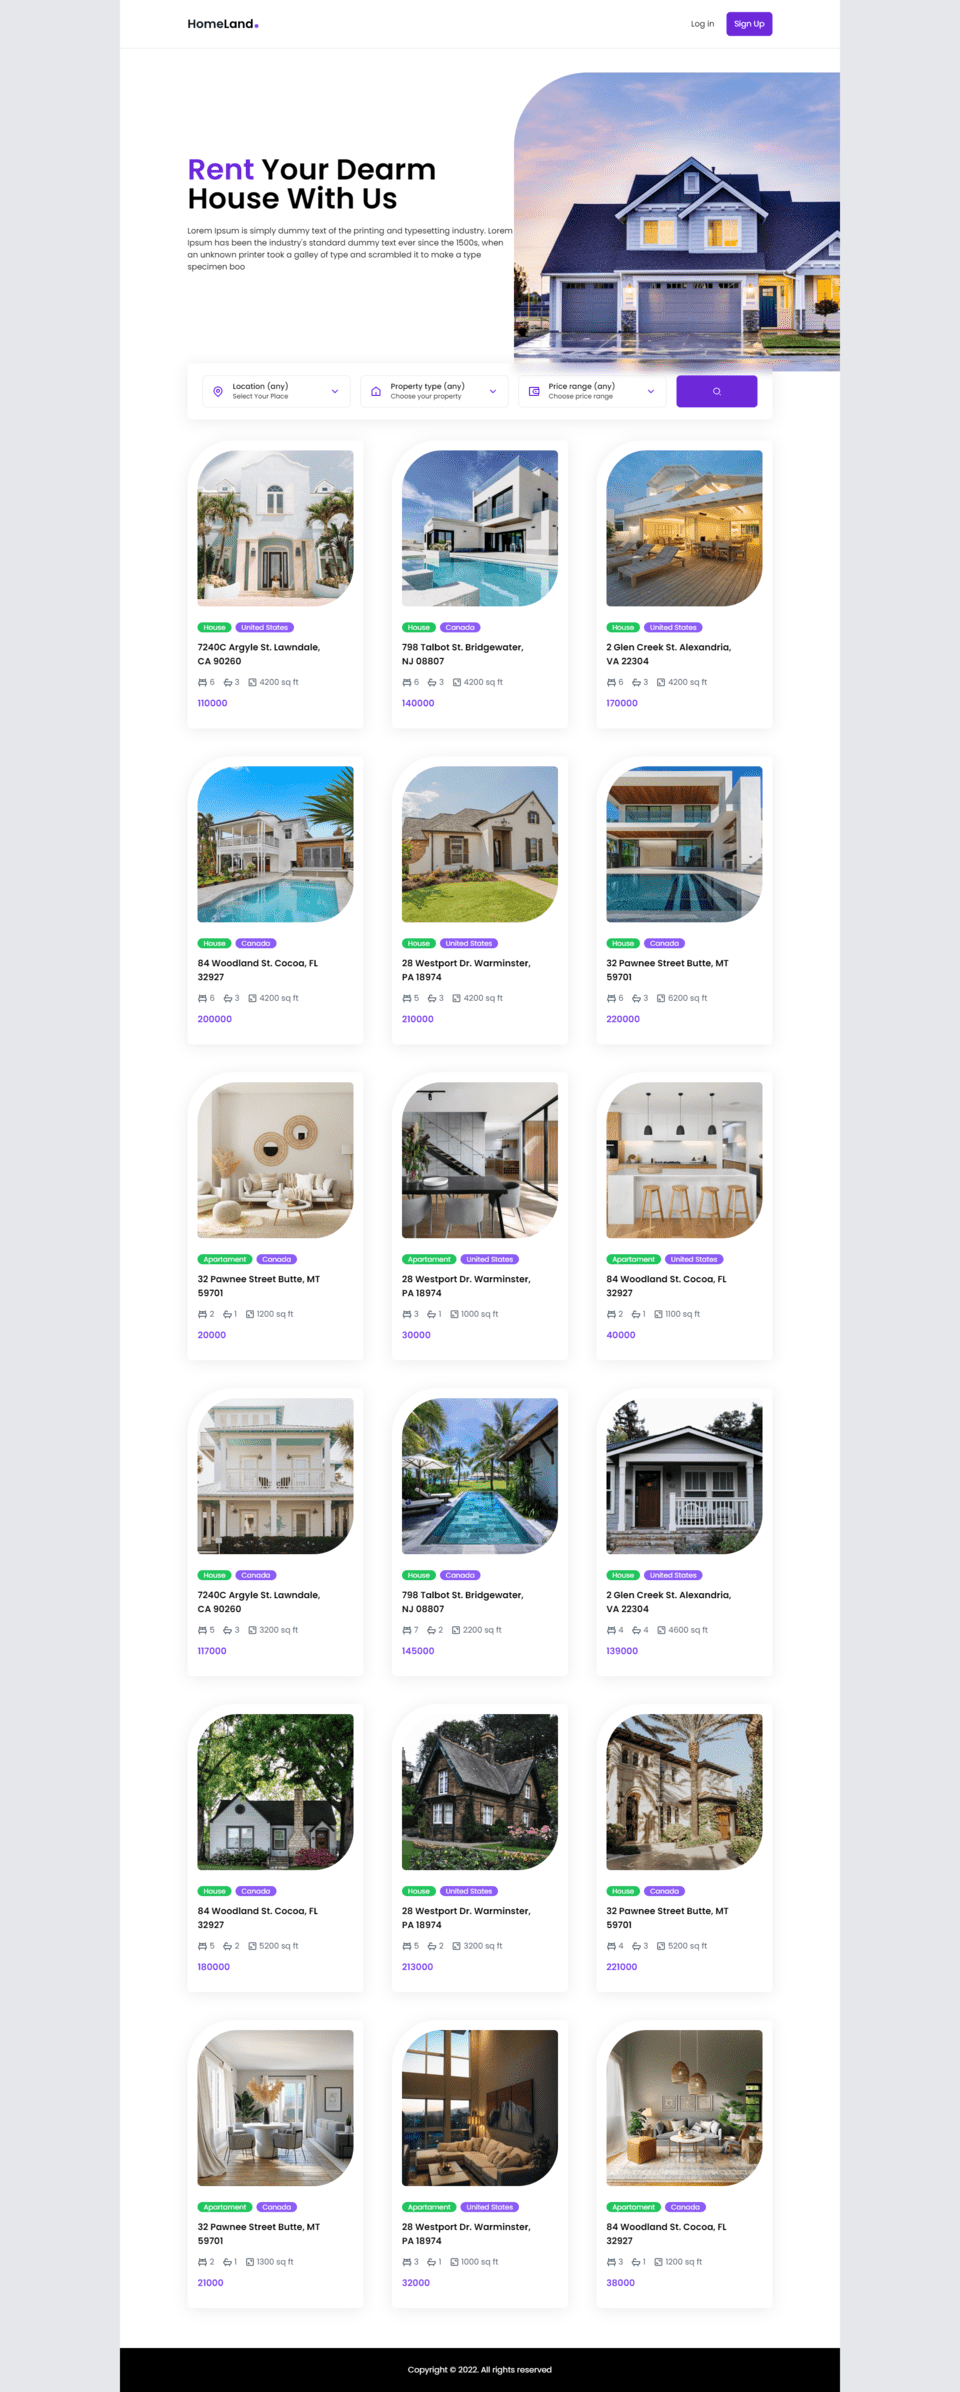 HomeLand.
Log in
Sign Up
Rent Your Dearm
House With Us
Lorem Ipsum is simply dummy text of the printing and typesetting industry. Lorem
Ipsum has been the industry's standard dummy text ever since the 1500s, when
an unknown printer took a galley of type and scrambled it to make a type
specimen boo
Location (any)
Select Your Place
Property type (any)
Choose your property
Price range (any)
Choose price range
House United States
7240C Argyle St. Lawndale,
CA 90260
6 3 4200 sq ft
110000
House Canada
798 Talbot St. Bridgewater,
NJ 08807
6 3 4200 sq ft
140000
House United States
2 Glen Creek St. Alexandria,
VA 22304
6 3 4200 sq ft
170000
House Canada
84 Woodland St. Cocoa, FL
32927
6 3 4200 sq ft
200000
House United States
28 Westport Dr. Warminster,
PA 18974
5 3 4200 sq ft
210000
House Canada
32 Pawnee Street Butte, MT
59701
6 3 6200 sq ft
220000
Apartament Canada
32 Pawnee Street Butte, MT
59701
2 1 1200 sq ft
20000
Apartament United States
28 Westport Dr. Warminster,
PA 18974
3 1 1000 sq ft
30000
Apartament United States
84 Woodland St. Cocoa, FL
32927
2 1 1100 sq ft
40000
House Canada
7240C Argyle St. Lawndale,
CA 90260
5 3 3200 sq ft
117000
House Canada
798 Talbot St. Bridgewater,
NJ 08807
7 2 2200 sq ft
145000
House United States
2 Glen Creek St. Alexandria,
VA 22304
4 4 4600 sq ft
139000
House Canada
84 Woodland St. Cocoa, FL
32927
5 2 5200 sq ft
180000
House United States
28 Westport Dr. Warminster,
PA 18974
5 2 3200 sq ft
213000
House Canada
32 Pawnee Street Butte, MT
59701
4 3 5200 sq ft
221000
Apartament Canada
32 Pawnee Street Butte, MT
59701
2 1 1300 sq ft
21000
Apartament United States
28 Westport Dr. Warminster,
PA 18974
3 1 1000 sq ft
32000
Apartament Canada
84 Woodland St. Cocoa, FL
32927
3 1 1200 sq ft
38000
Copyright © 2022. All rights reserved